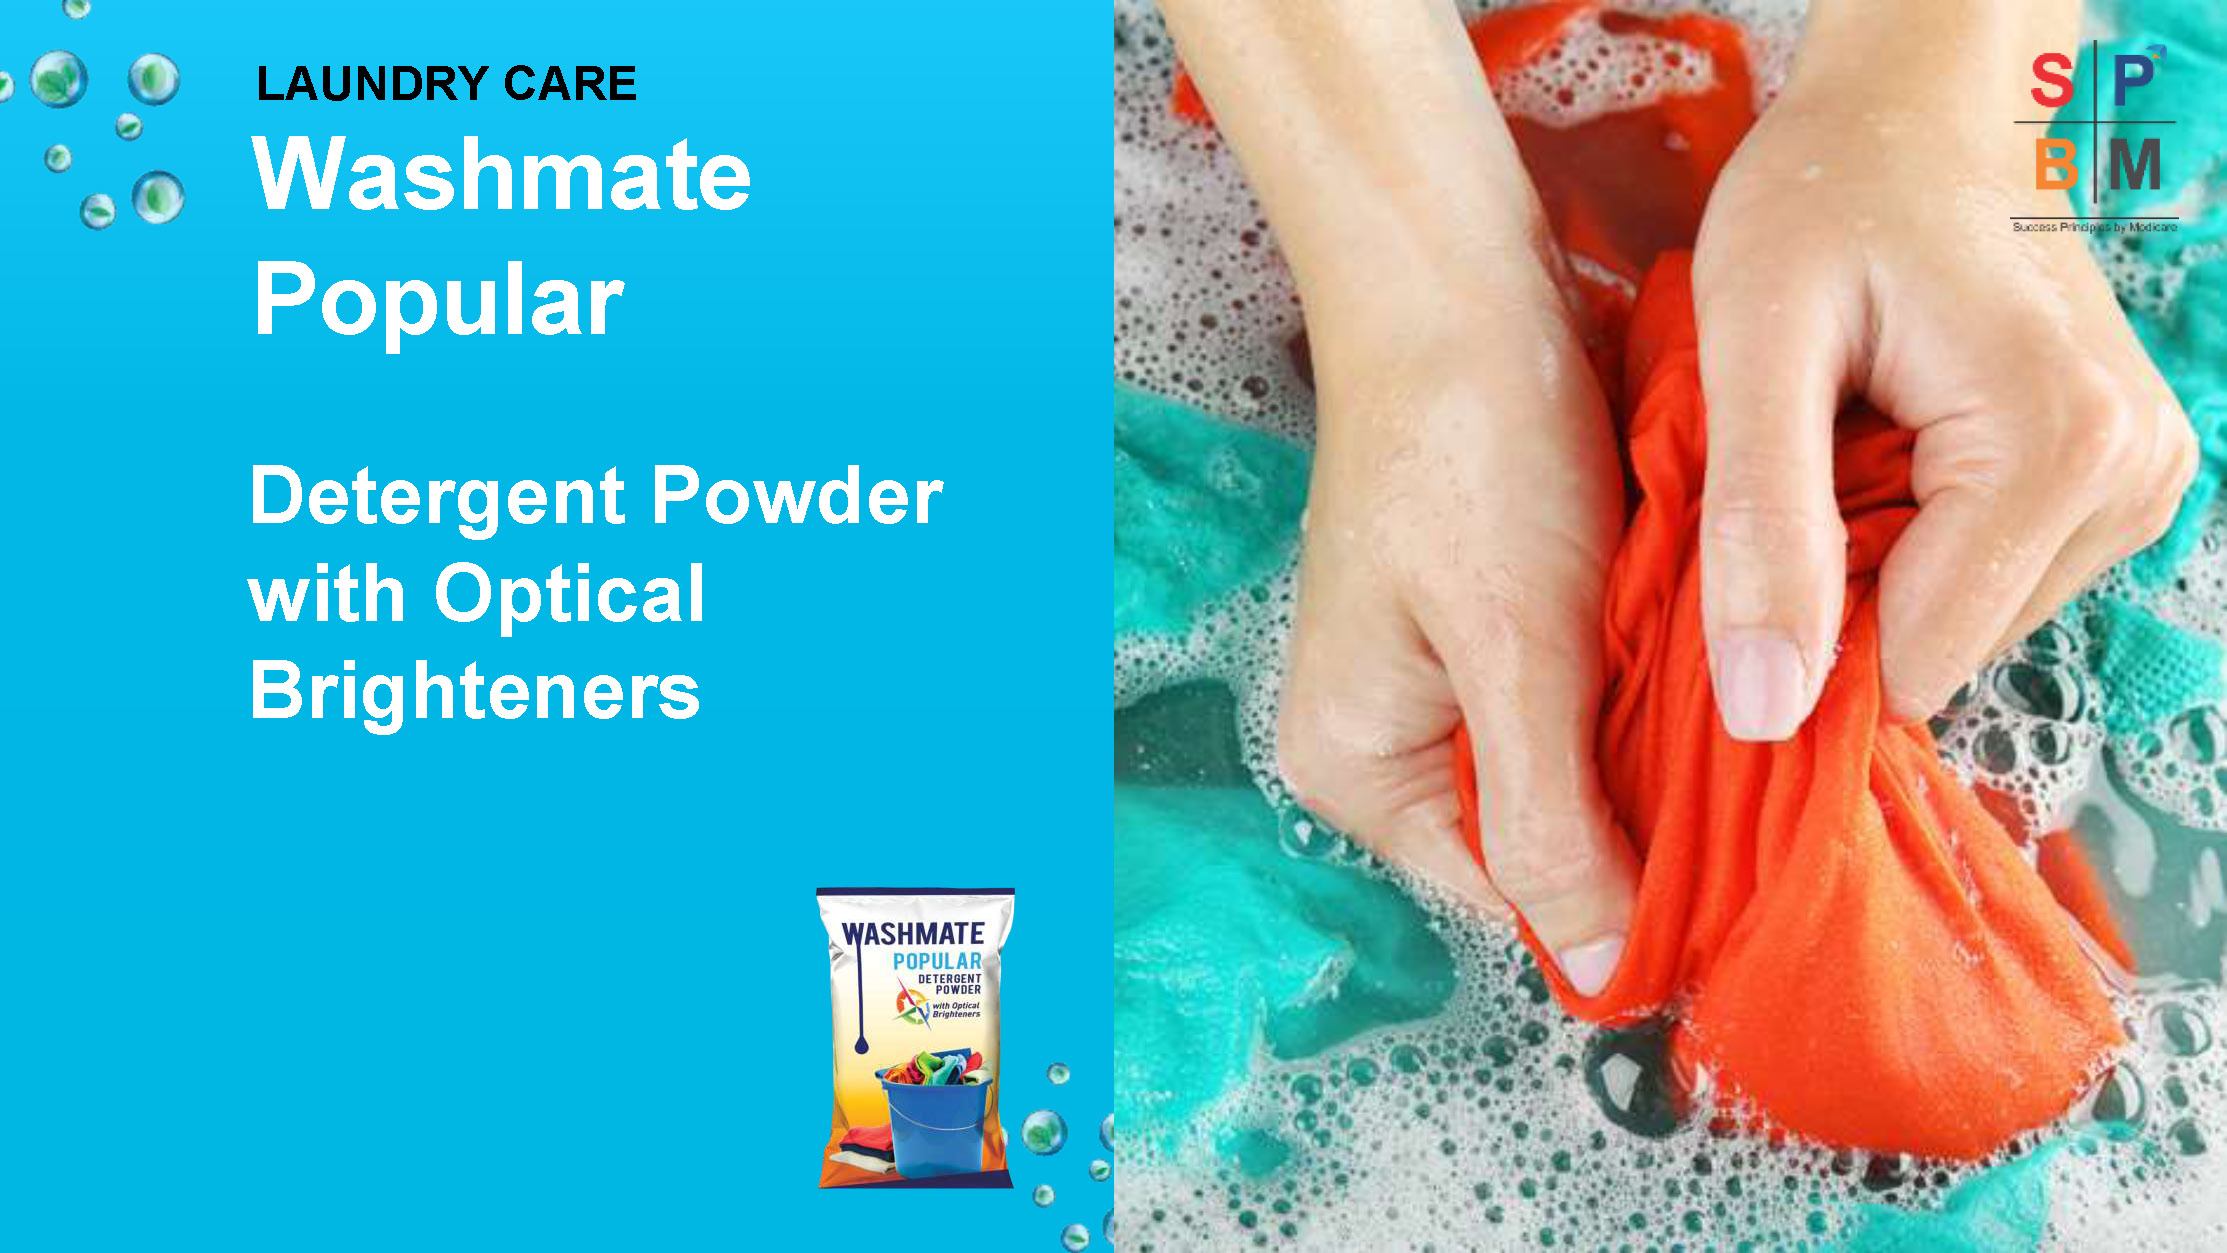 LAUNDRY CARE
Washmate
Popular
Detergent Powder
with Optical
Brighteners
WASHMATE
POPULAR
DETERGENT
POWDER
with Optical
Brighteners
S P
B M
Success Principles by Modicare